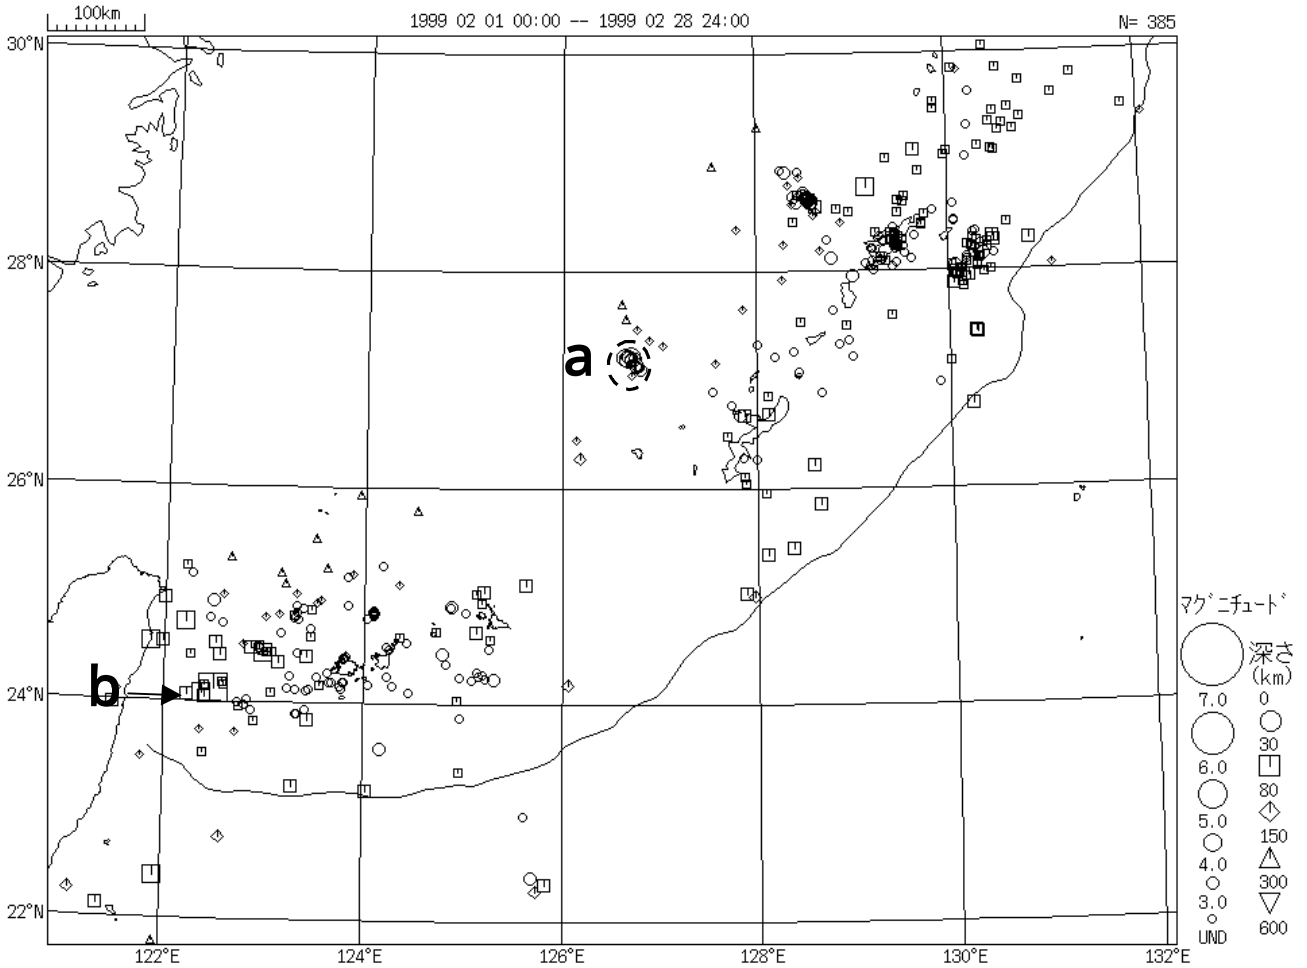 100km
1999 02 01 00:00 -- 1999 02 28 24:00
N= 385
30°N
28°N
26°N
24°N
22°N
122°E
124°E
126°E
128°E
130°E
132°E
a
b
ﾏｸﾞﾆﾁｭｰﾄﾞ
7.0
6.0
5.0
4.0
3.0
UND
深さ
(km)
0
30
80
150
300
600